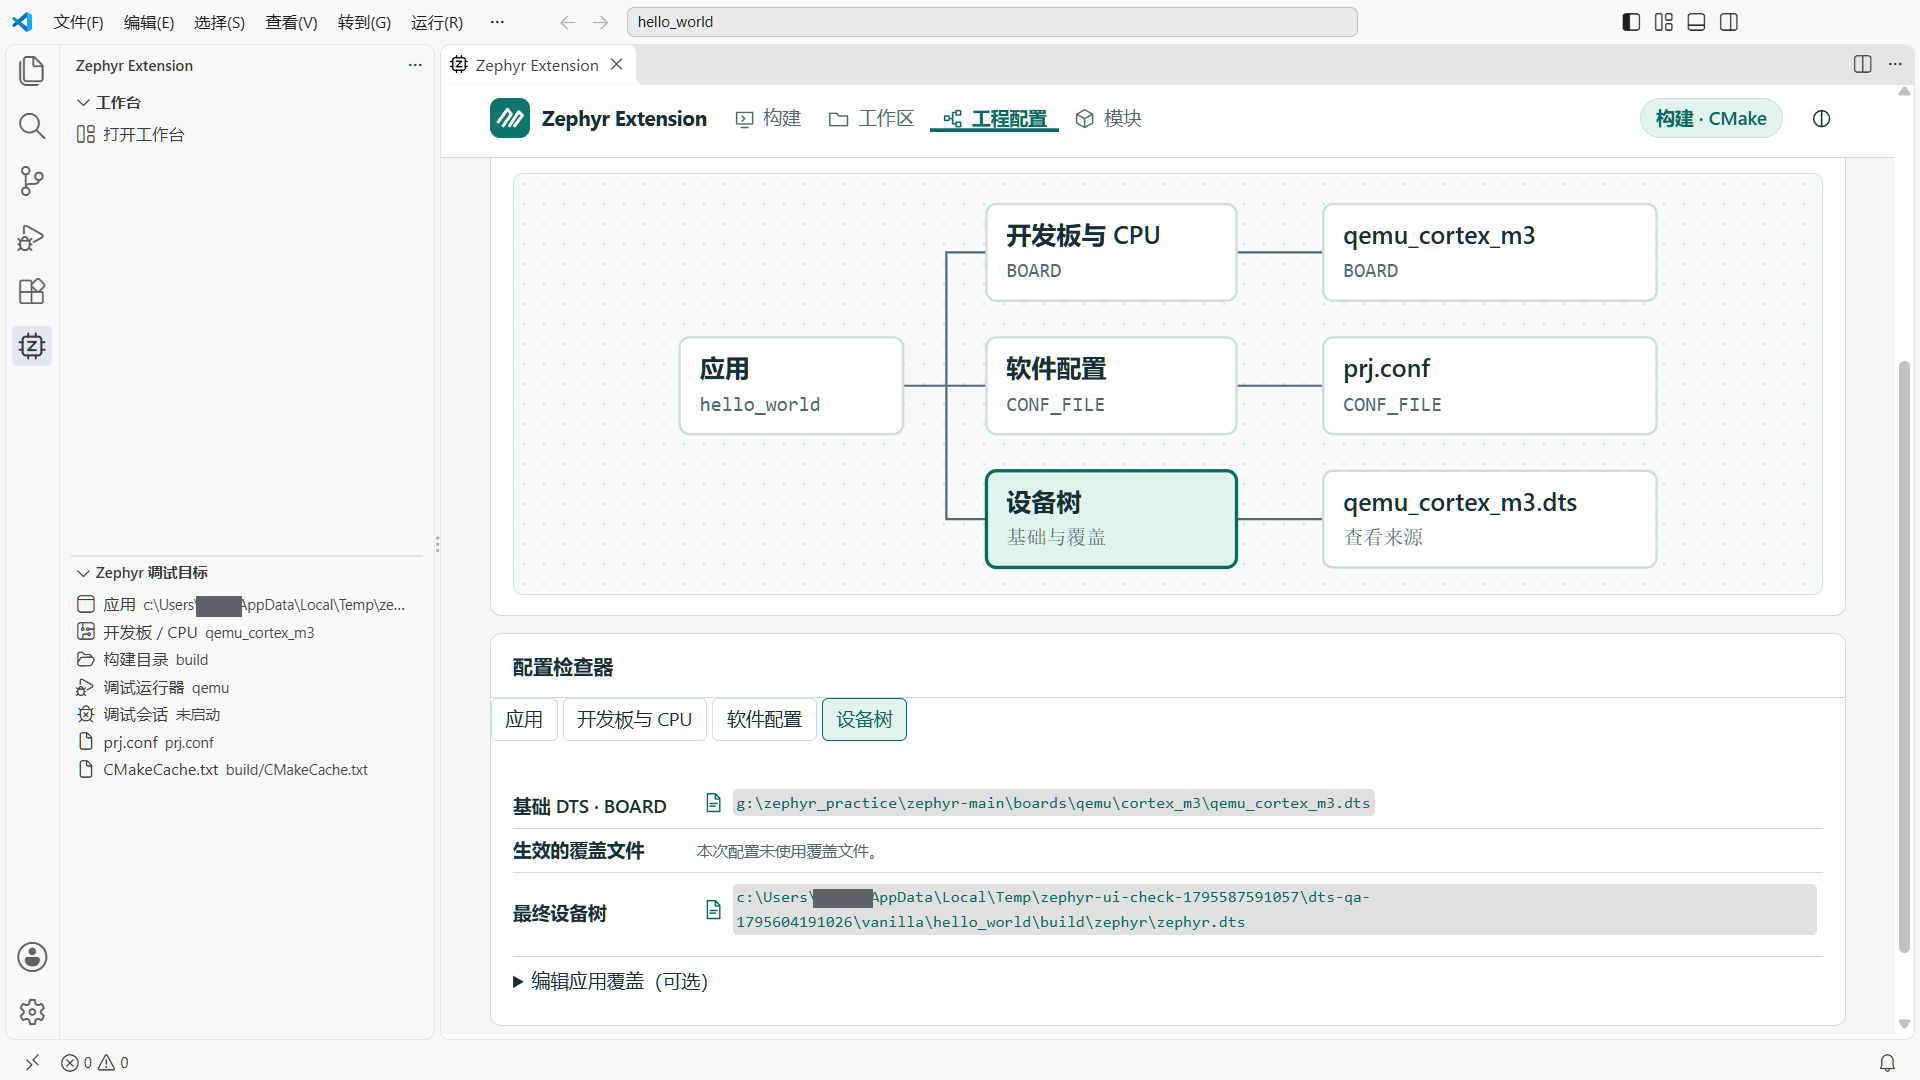 文件(F) 编辑(E) 选择(S) 查看(V) 转到(G) 运行(R) ··· hello_world
Zephyr Extension ···
工作台
打开工作台
Zephyr 调试目标
应用 c:\Users\ AppData\Local\Temp\ze...
开发板 / CPU qemu_cortex_m3
构建目录 build
调试运行器 qemu
调试会话 未启动
prj.conf prj.conf
CMakeCache.txt build/CMakeCache.txt
Zephyr Extension
Zephyr Extension 构建 工作区 工程配置 模块 构建 · CMake
开发板与 CPU
BOARD
qemu_cortex_m3
BOARD
应用
hello_world
软件配置
CONF_FILE
prj.conf
CONF_FILE
设备树
基础与覆盖
qemu_cortex_m3.dts
查看来源
配置检查器
应用 开发板与 CPU 软件配置 设备树
基础 DTS · BOARD g:\zephyr_practice\zephyr-main\boards\qemu\cortex_m3\qemu_cortex_m3.dts
生效的覆盖文件 本次配置未使用覆盖文件。
最终设备树 c:\Users\ AppData\Local\Temp\zephyr-ui-check-1795587591057\dts-qa-
1795604191026\vanilla\hello_world\build\zephyr\zephyr.dts
▶ 编辑应用覆盖（可选）
0 0